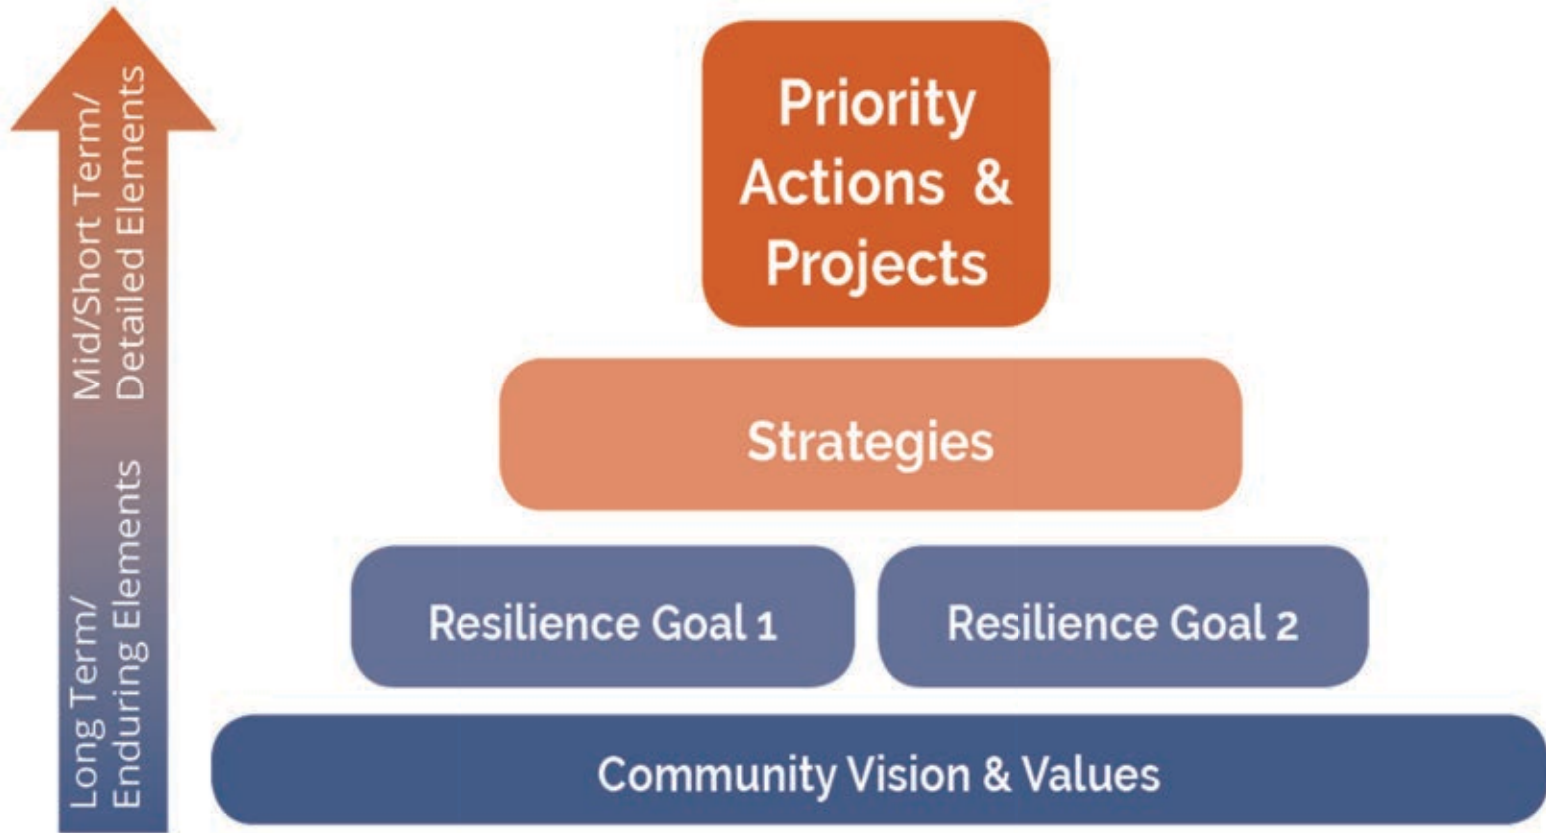 Mid/Short Term/
Detailed Elements
Long Term/
Enduring Elements
Priority
Actions &
Projects
Strategies
Resilience Goal 1
Resilience Goal 2
Community Vision & Values